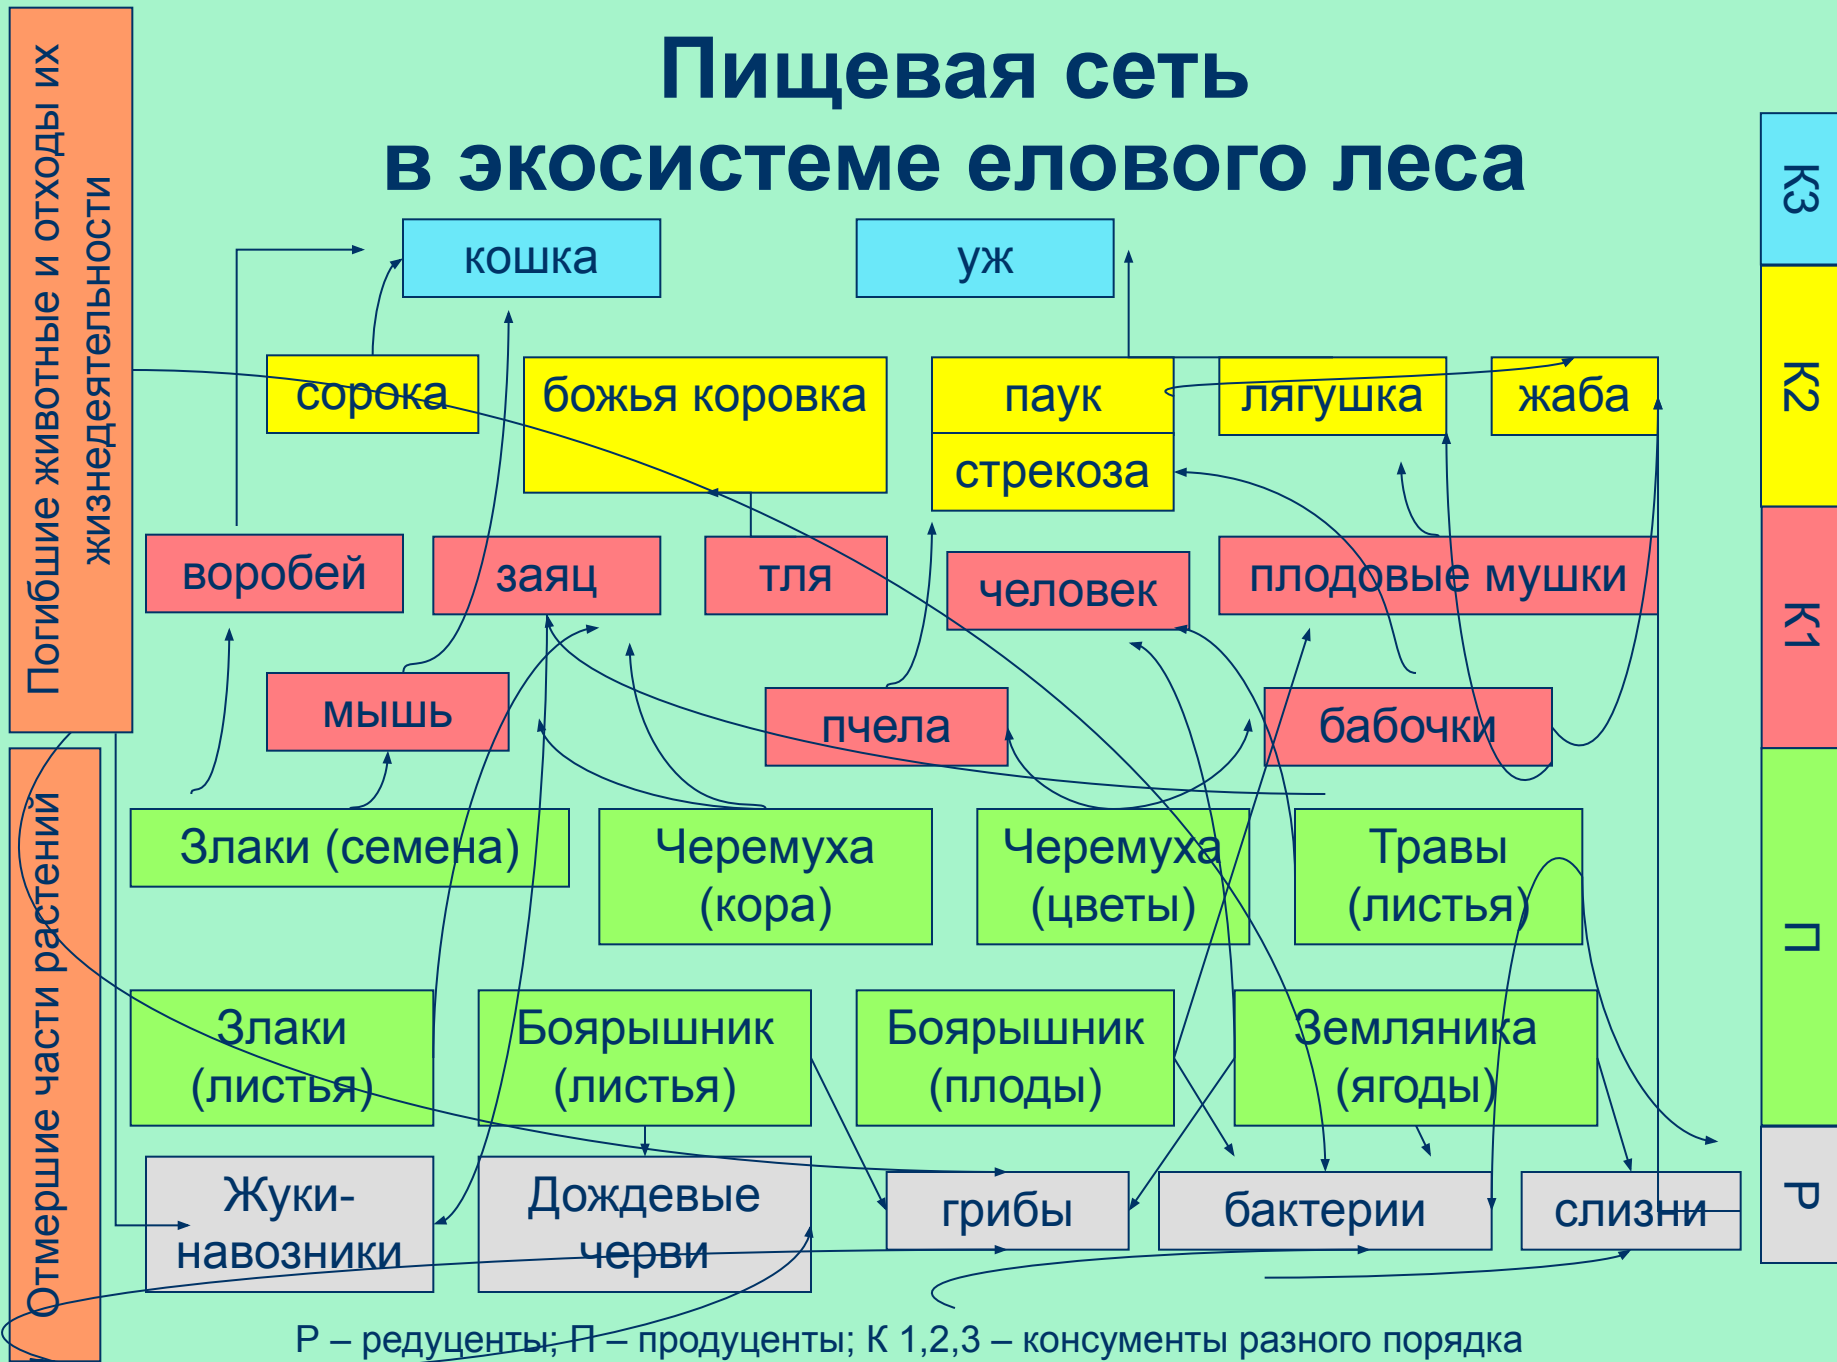 Пищевая сеть
в экосистеме елового леса
Погибшие животные и отходы их
жизнедеятельности
Отмершие части растений
К3
К2
К1
П
Р
кошка
уж
сорока
божья коровка
паук
лягушка
жаба
стрекоза
воробей
заяц
тля
человек
плодовые мушки
мышь
пчела
бабочки
Злаки (семена)
Черемуха
(кора)
Черемуха
(цветы)
Травы
(листья)
Злаки
(листья)
Боярышник
(листья)
Боярышник
(плоды)
Земляника
(ягоды)
Жуки-
навозники
Дождевые
черви
грибы
бактерии
слизни
Р – редуценты; П – продуценты; К 1,2,3 – консументы разного порядка